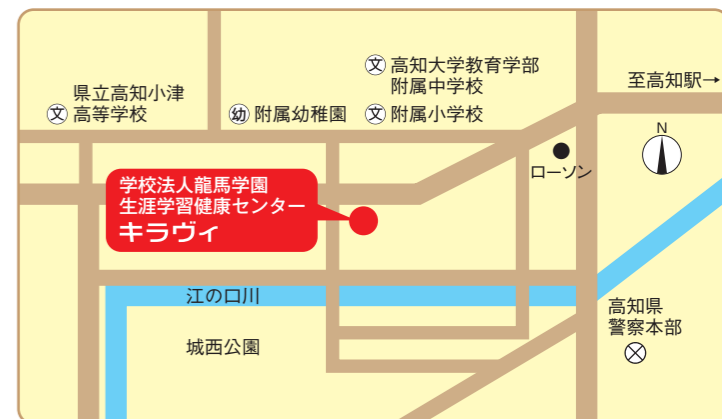 県立高知小津
文 高等学校
幼 附属幼稚園
文 高知大学教育学部
附属中学校
文 附属小学校
至高知駅→
N
ローソン
学校法人龍馬学園
生涯学習健康センター
キラヴィ
江の口川
城西公園
高知県
警察本部